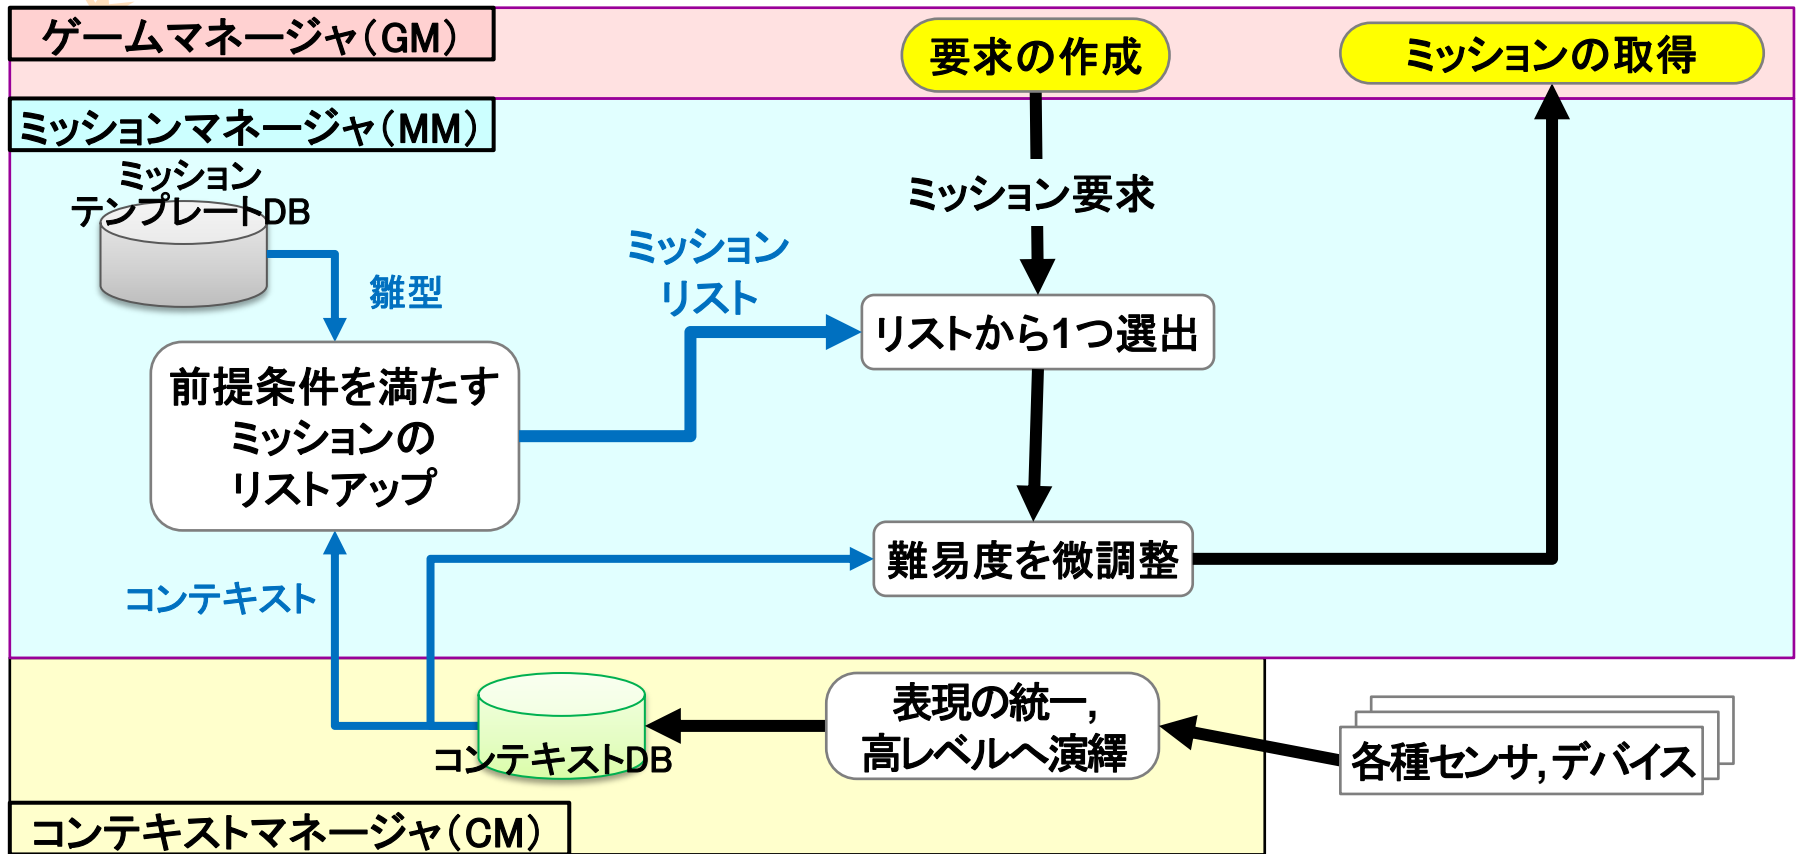 ゲームマネージャ(GM)
要求の作成
ミッションの取得
ミッションマネージャ(MM)
ミッション
テンプレートDB
ミッション要求
雛型
ミッション
リスト
リストから1つ選出
前提条件を満たす
ミッションの
リストアップ
難易度を微調整
コンテキスト
表現の統一,
高レベルへ演繹
コンテキストDB
各種センサ,デバイス
コンテキストマネージャ(CM)